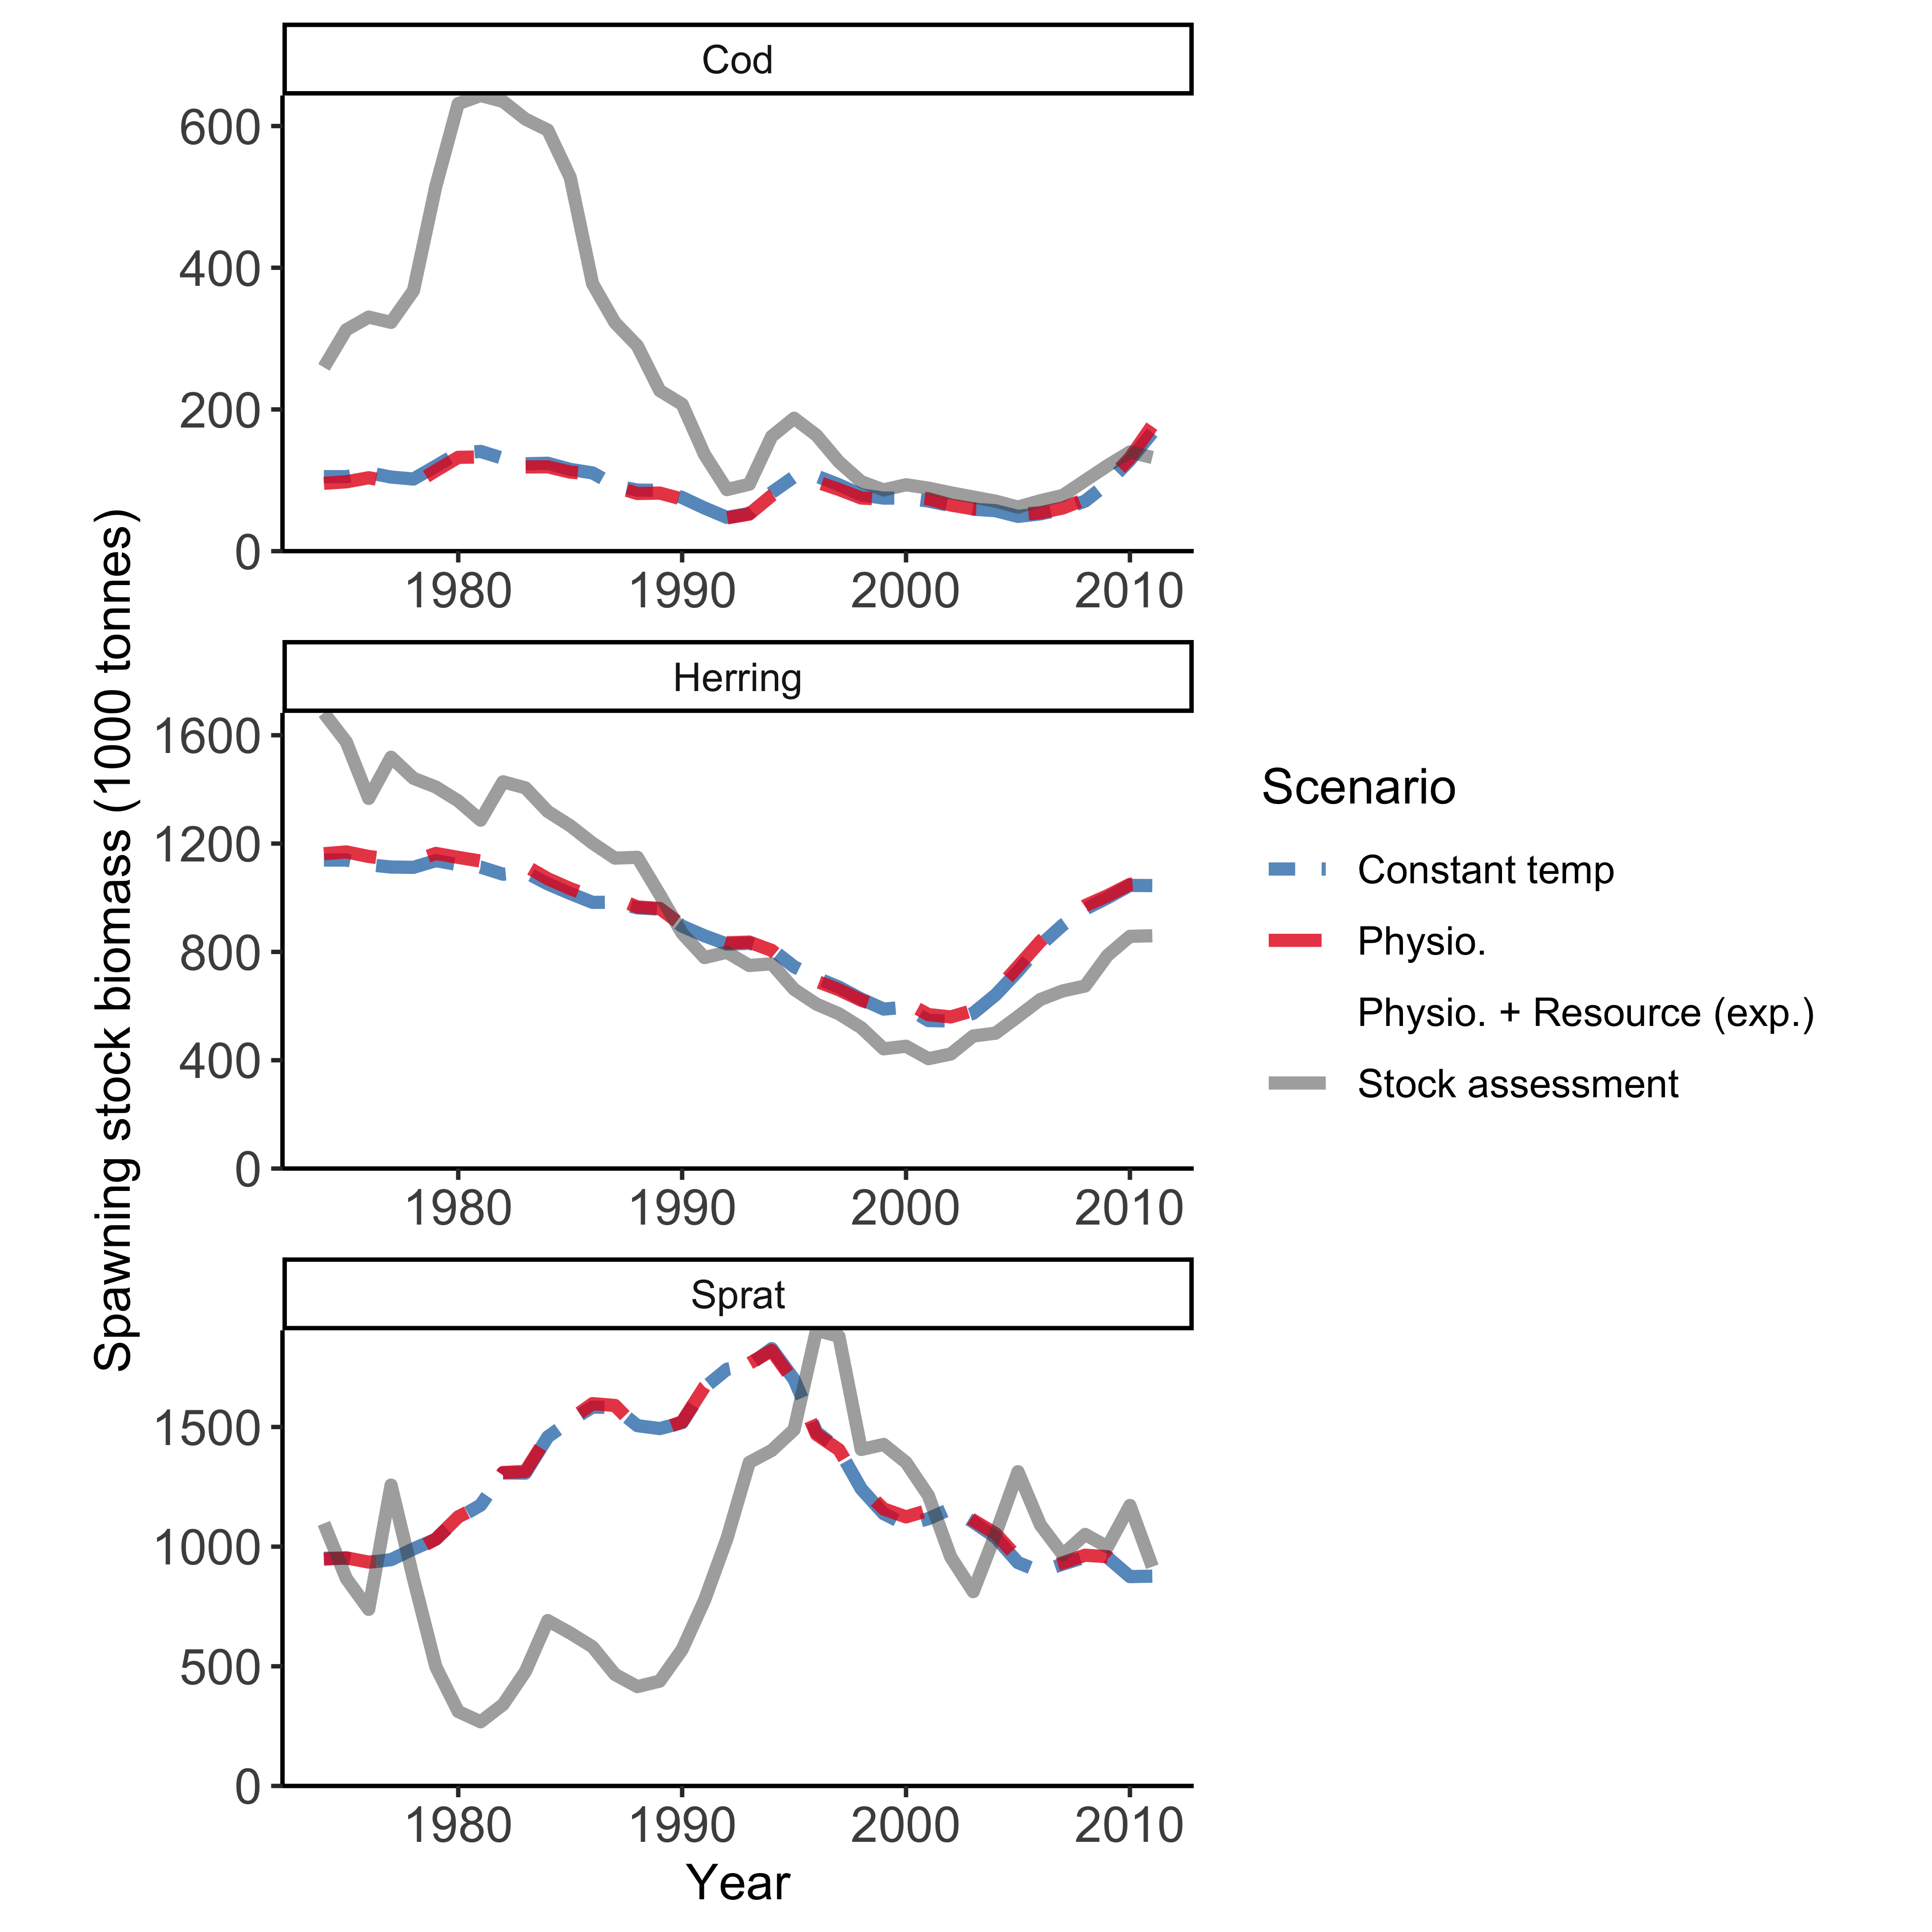 Cod
600
400
200
0
1980 1990 2000 2010
Herring
1600
1200
800
400
0
1980 1990 2000 2010
Sprat
1500
1000
500
0
1980 1990 2000 2010
Year
Spawning stock biomass (1000 tonnes)
Scenario
Constant temp
Physio.
Physio. + Resource (exp.)
Stock assessment